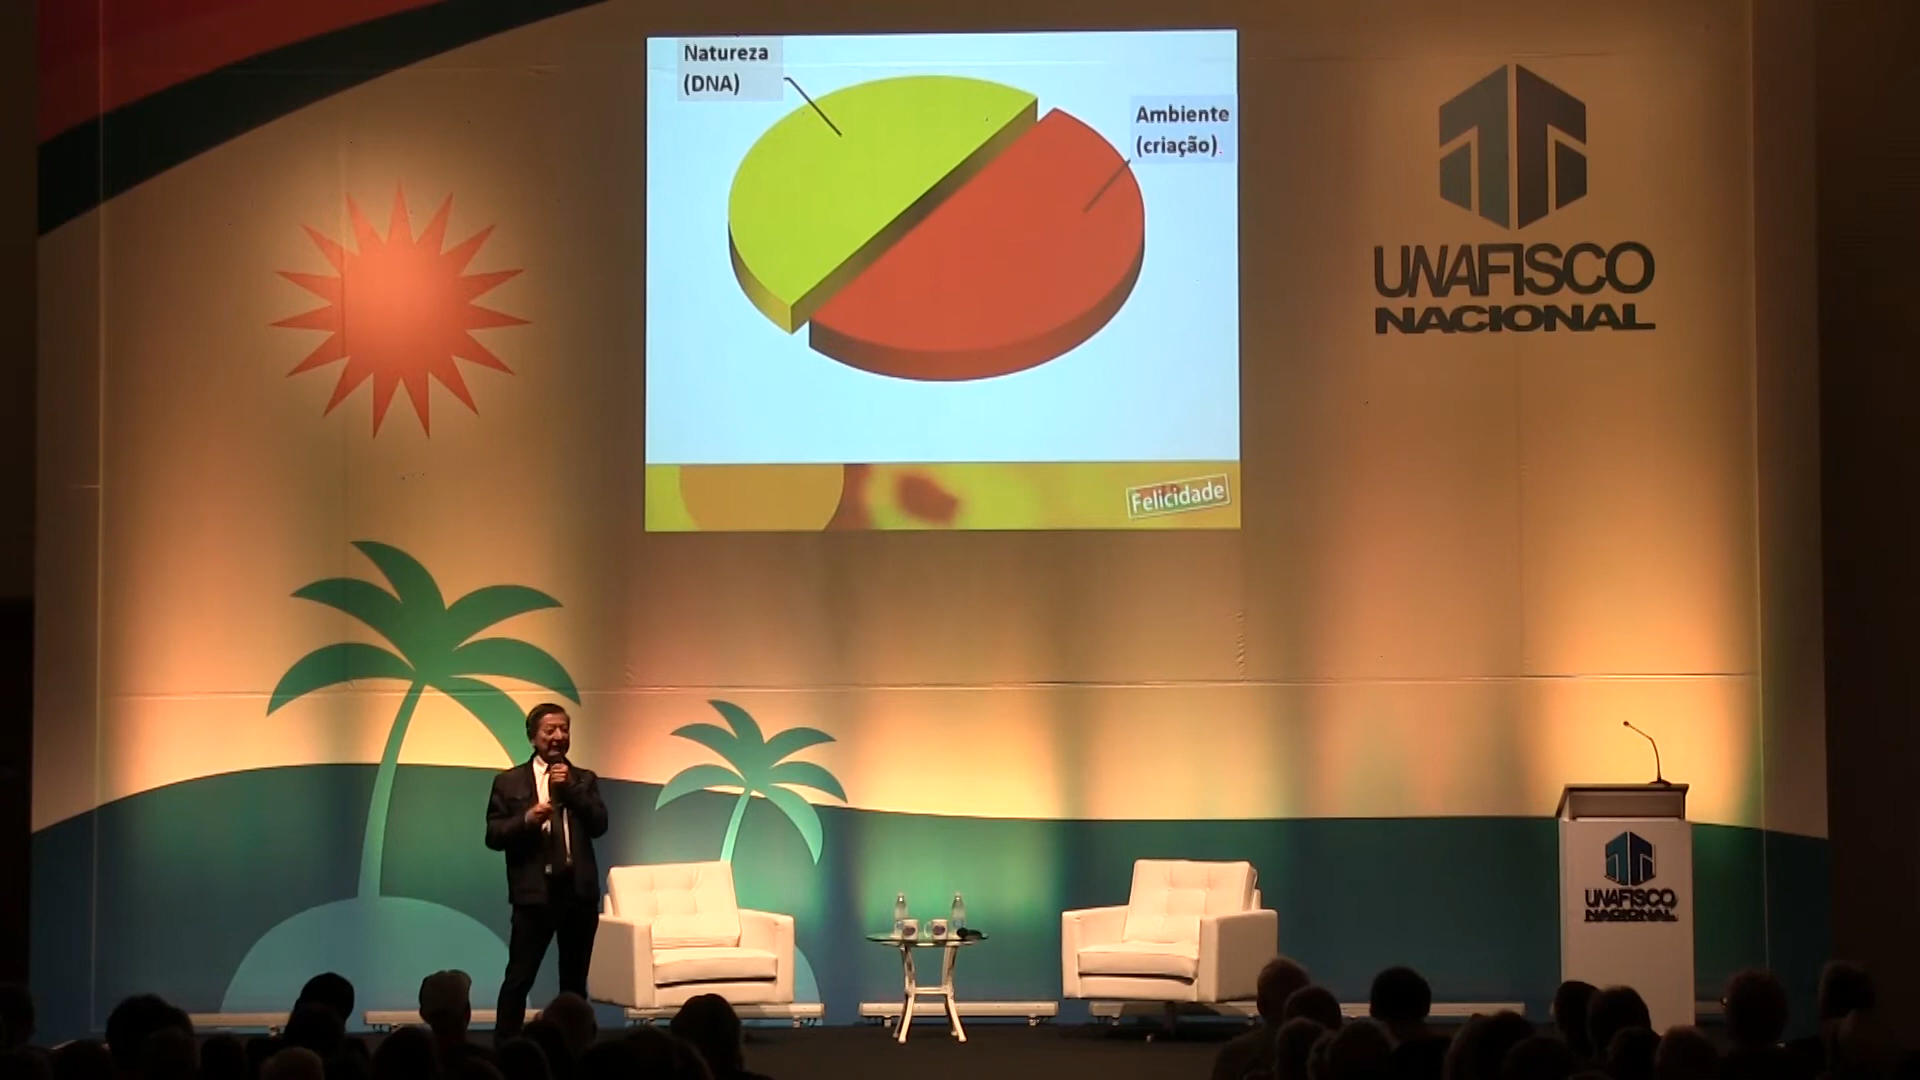 Natureza
(DNA)
Ambiente
(criação)
Felicidade
UNAFISCO
NACIONAL
UNAFISCO
NACIONAL